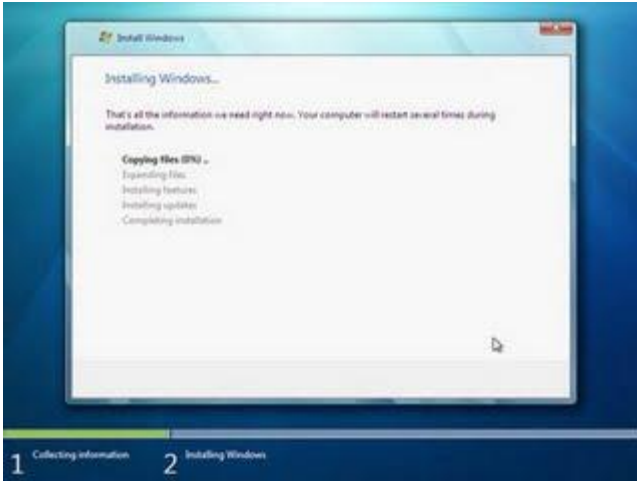 Install Windows
Installing Windows...
That's all the information we need right now. Your computer will restart several times during
installation.
Copying files (0%) ..
Expanding files
Installing features
Installing updates
Completing installation
1 Collecting information
2 Installing Windows